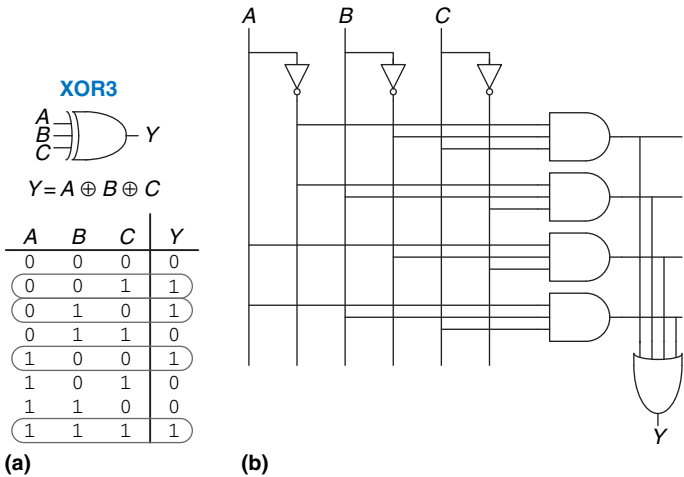 XOR3
A
B
C
Y
Y = A ⊕ B ⊕ C
A B C Y
0 0 0 0
0 0 1 1
0 1 0 1
0 1 1 0
1 0 0 1
1 0 1 0
1 1 0 0
1 1 1 1
(a)
A B C
Y
(b)